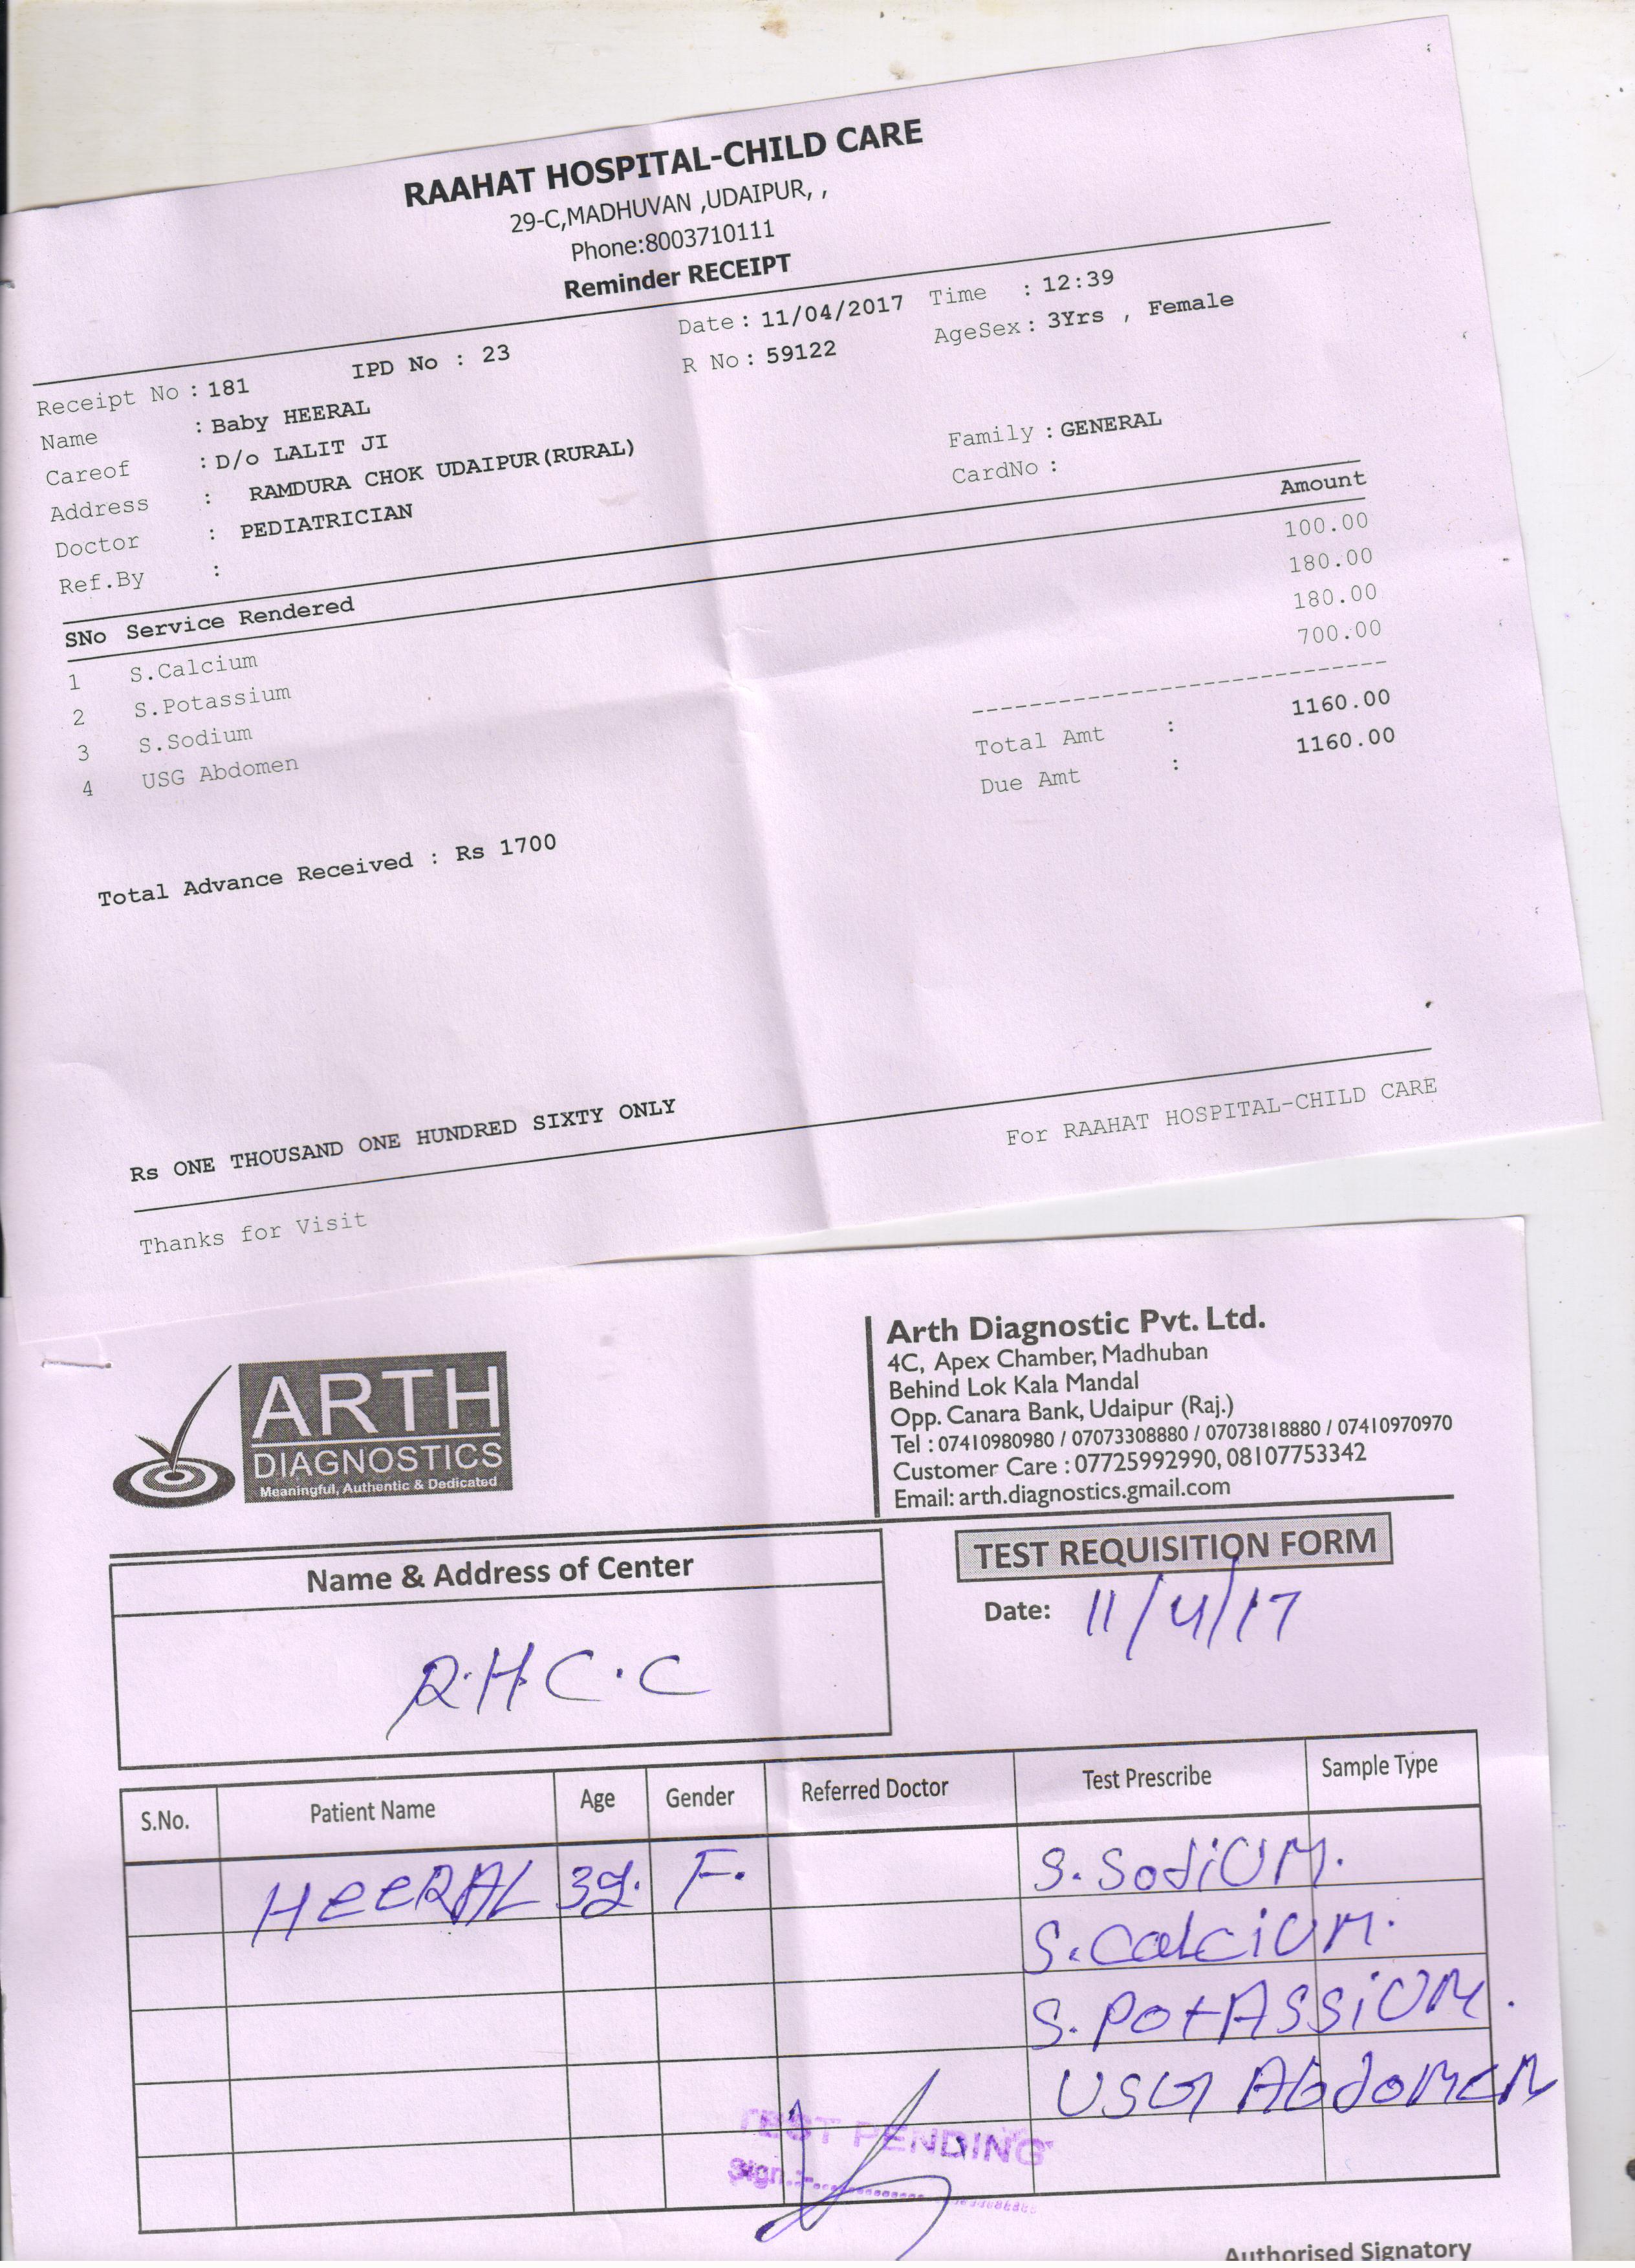 RAAHAT HOSPITAL-CHILD CARE
29-C,MADHUVAN ,UDAIPUR, ,
Phone:8003710111
Reminder RECEIPT
Receipt No : 181 IPD No : 23 Date : 11/04/2017 Time : 12:39
Name : Baby HEERAL R No : 59122 AgeSex : 3Yrs , Female
Careof : D/o LALIT JI
Address : RAMDURA CHOK UDAIPUR(RURAL) Family : GENERAL
Doctor : PEDIATRICIAN CardNo :
Ref.By :
SNo Service Rendered Amount
1 S.Calcium 100.00
2 S.Potassium 180.00
3 S.Sodium 180.00
4 USG Abdomen 700.00
Total Amt : 1160.00
Due Amt : 1160.00
Total Advance Received : Rs 1700
Rs ONE THOUSAND ONE HUNDRED SIXTY ONLY
For RAAHAT HOSPITAL-CHILD CARE
Thanks for Visit
ARTH
DIAGNOSTICS
Meaningful, Authentic & Dedicated
Arth Diagnostic Pvt. Ltd.
4C, Apex Chamber, Madhuban
Behind Lok Kala Mandal
Opp. Canara Bank, Udaipur (Raj.)
Tel : 07410980980 / 07073308880 / 07073818880 / 07410970970
Customer Care : 07725992990, 08107753342
Email: arth.diagnostics.gmail.com
Name & Address of Center
R.H.C.C
TEST REQUISITION FORM
Date: 11/4/17
S.No. Patient Name Age Gender Referred Doctor Test Prescribe Sample Type
HEERAL 3y. F. S. SodiUM.
S. CalciUM.
S. PotASSiUM.
USG AbdoMEN
TEST PENDING
Sign.:-
Authorised Signatory